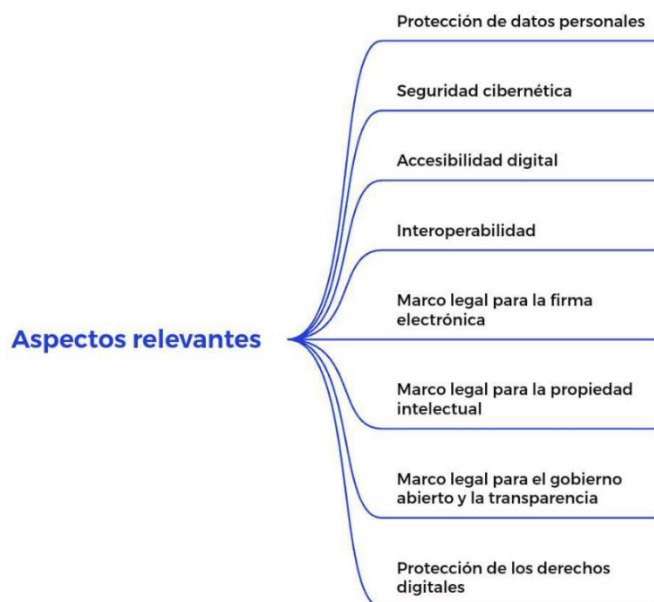 Protección de datos personales
Seguridad cibernética
Accesibilidad digital
Interoperabilidad
Marco legal para la firma
electrónica
Aspectos relevantes
Marco legal para la propiedad
intelectual
Marco legal para el gobierno
abierto y la transparencia
Protección de los derechos
digitales